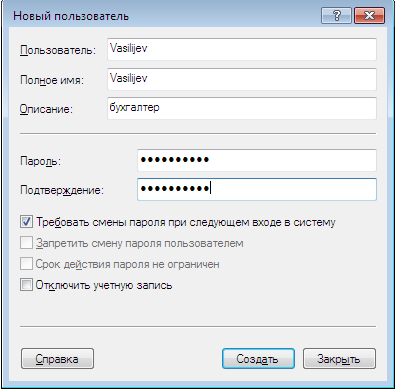 Новый пользователь
Пользователь: Vasilijev
Полное имя: Vasilijev
Описание: бухгалтер
Пароль: ●●●●●●●●●●
Подтверждение: ●●●●●●●●●●
Требовать смены пароля при следующем входе в систему
Запретить смену пароля пользователем
Срок действия пароля не ограничен
Отключить учетную запись
Справка Создать Закрыть